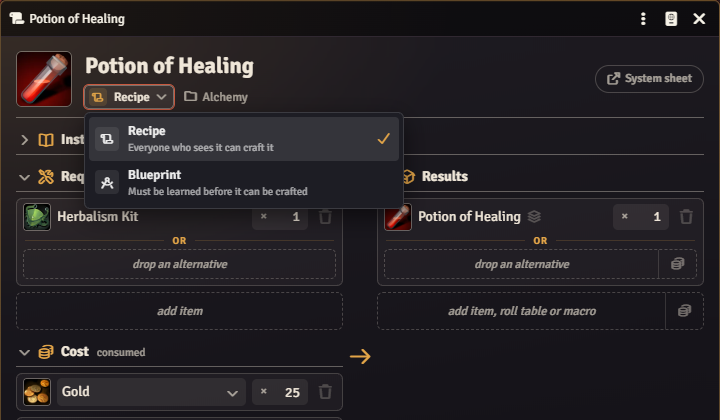 Potion of Healing
Potion of Healing
System sheet
Recipe
Alchemy
Recipe
Everyone who sees it can craft it
Blueprint
Must be learned before it can be crafted
Inst
Req
Results
Herbalism Kit × 1
OR
drop an alternative
add item
Potion of Healing × 1
OR
drop an alternative
add item, roll table or macro
Cost consumed
Gold × 25